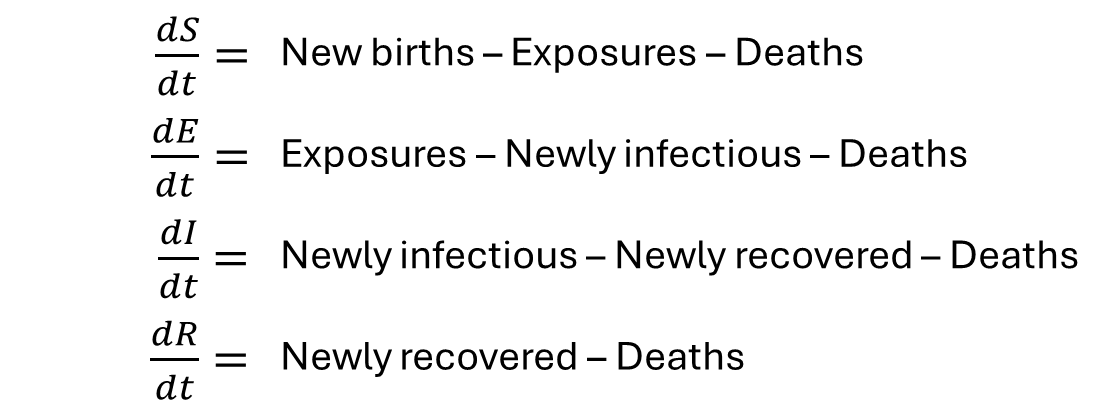 dS/dt = New births – Exposures – Deaths
dE/dt = Exposures – Newly infectious – Deaths
dI/dt = Newly infectious – Newly recovered – Deaths
dR/dt = Newly recovered – Deaths